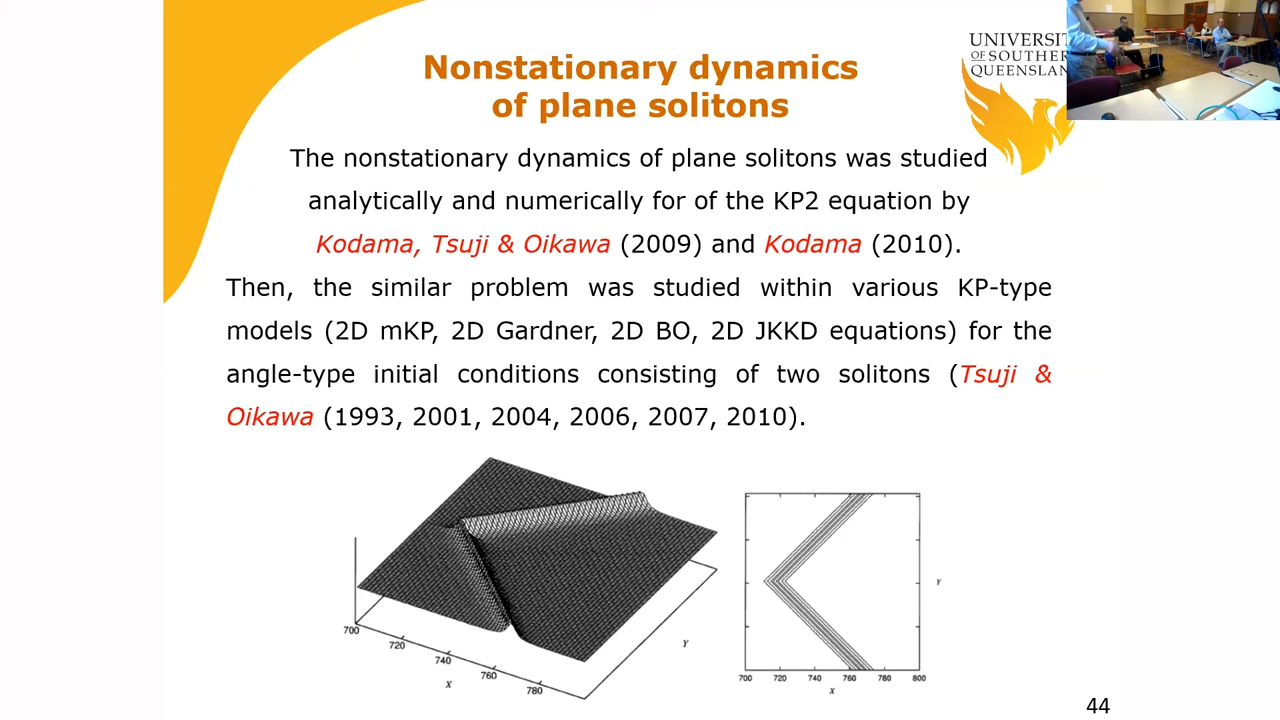 Nonstationary dynamics
of plane solitons
UNIVERSIT
OF SOUTHER
QUEENSLAN
The nonstationary dynamics of plane solitons was studied
analytically and numerically for of the KP2 equation by
Kodama, Tsuji & Oikawa (2009) and Kodama (2010).
Then, the similar problem was studied within various KP-type
models (2D mKP, 2D Gardner, 2D BO, 2D JKKD equations) for the
angle-type initial conditions consisting of two solitons (Tsuji &
Oikawa (1993, 2001, 2004, 2006, 2007, 2010).
700
720
740
760
780
X
Y
700 720 740 760 780 800
X
Y
44